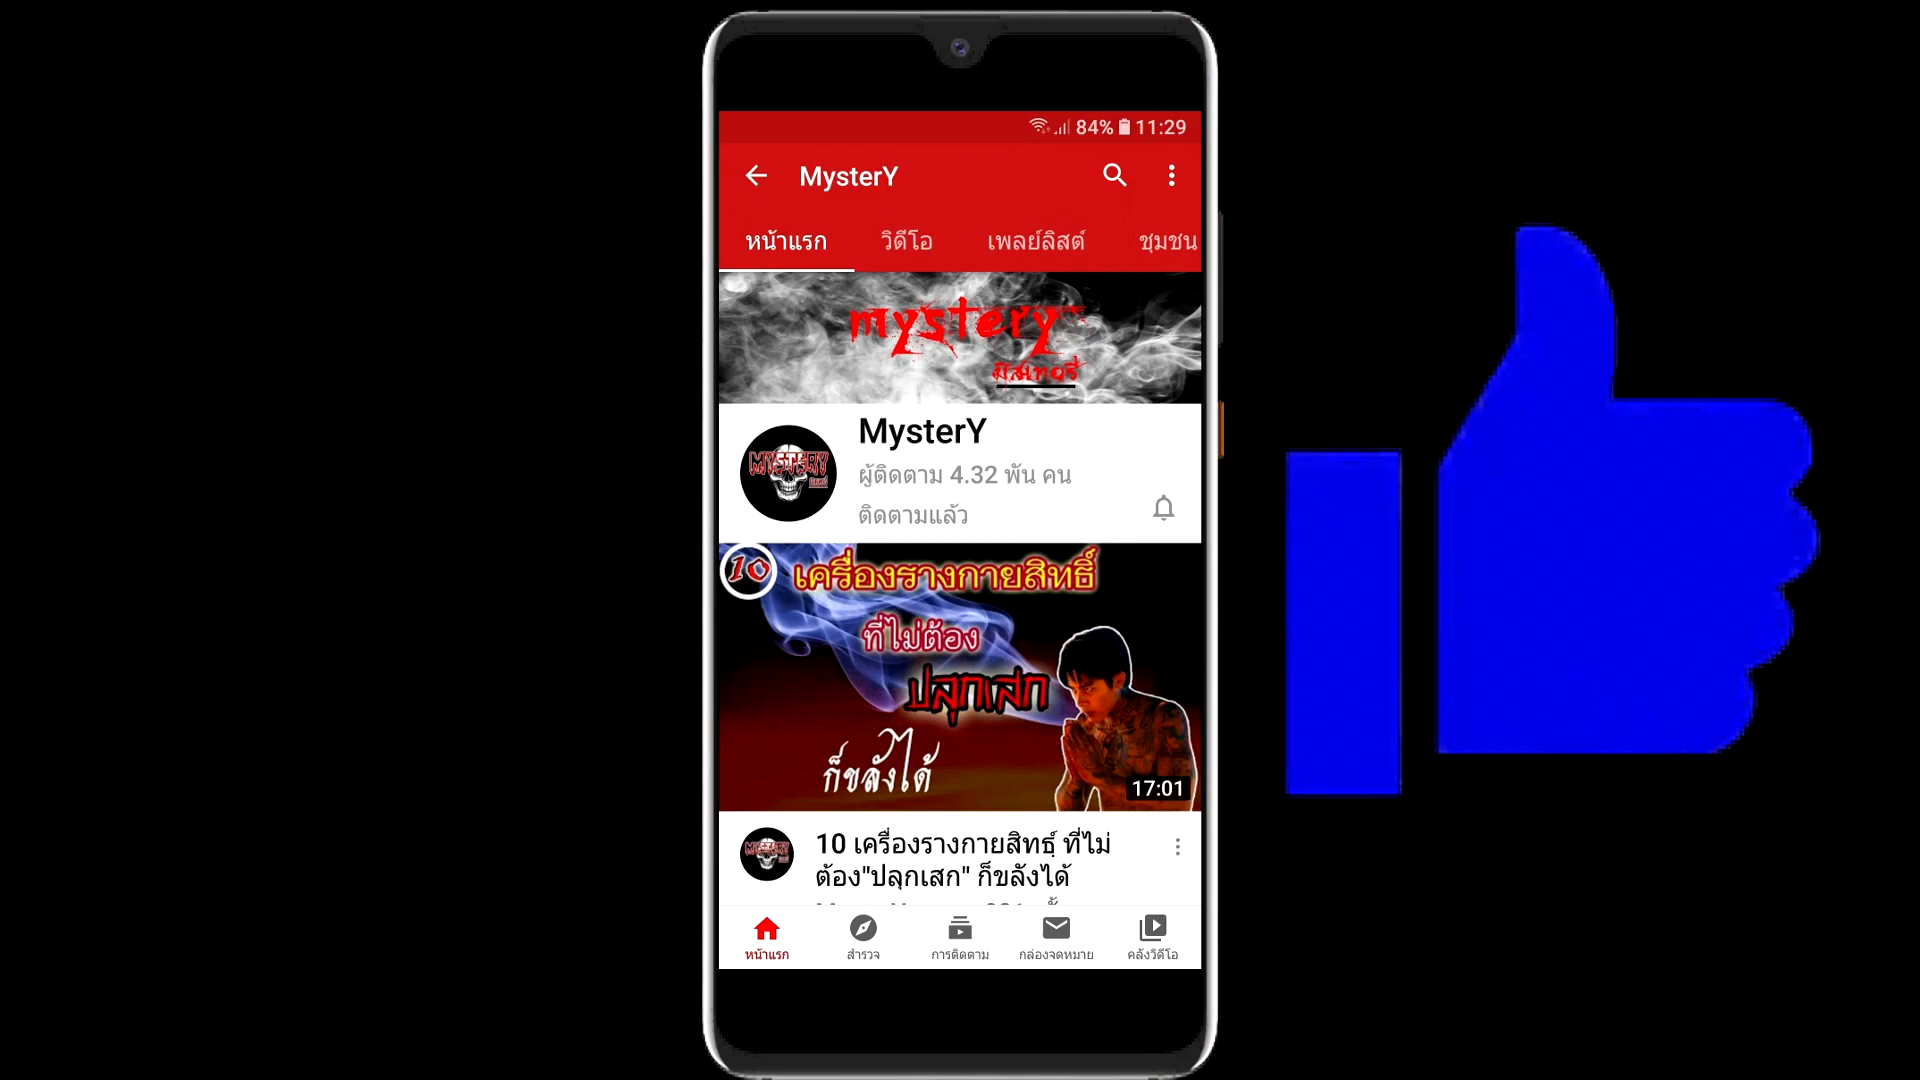 84% 11:29
MysterY
หน้าแรก วิดีโอ เพลย์ลิสต์ ชุมชน
mystery
มิสเทอรี่
MysterY
ผู้ติดตาม 4.32 พัน คน
ติดตามแล้ว
MYSTERY
10 เครื่องรางกายสิทธิ์
ที่ไม่ต้อง
ปลุกเสก
ก็ขลังได้
17:01
10 เครื่องรางกายสิทธิ์ ที่ไม่
ต้อง"ปลุกเสก" ก็ขลังได้
หน้าแรก สำรวจ การติดตาม กล่องจดหมาย คลังวิดีโอ